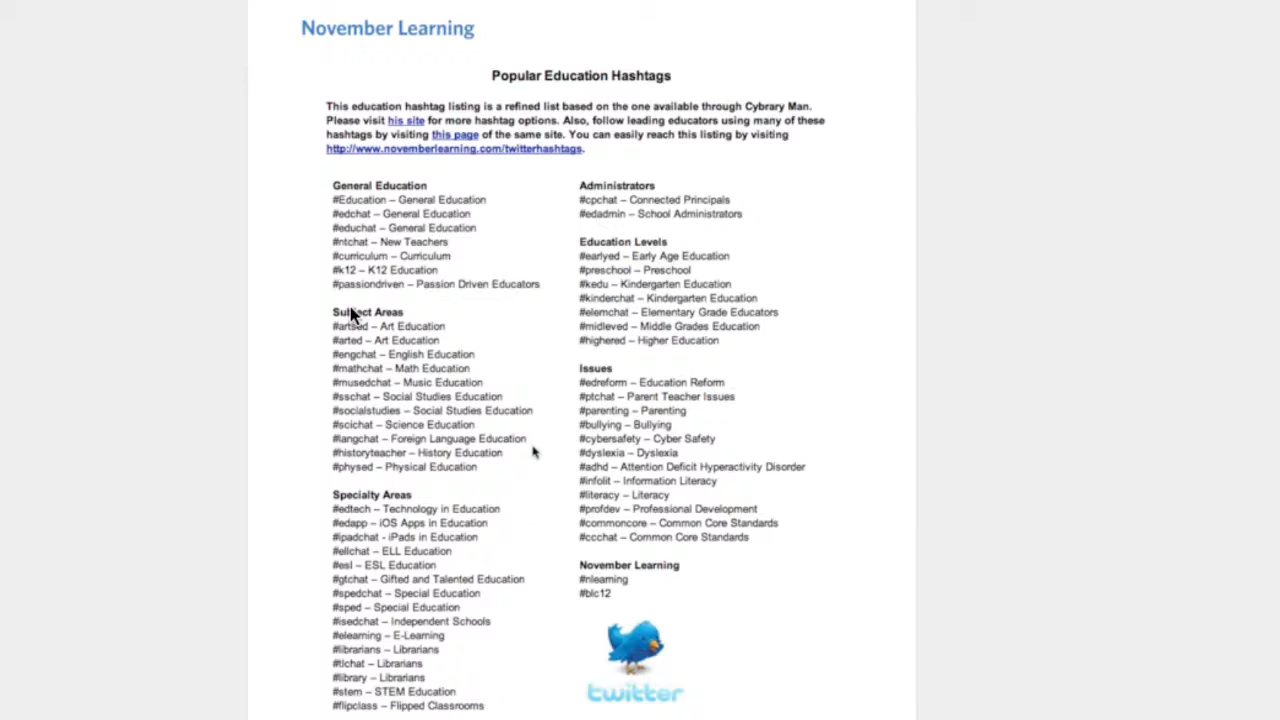 November Learning
Popular Education Hashtags
This education hashtag listing is a refined list based on the one available through Cybrary Man.
Please visit his site for more hashtag options. Also, follow leading educators using many of these
hashtags by visiting this page of the same site. You can easily reach this listing by visiting
http://www.novemberlearning.com/twitterhashtags.
General Education
#Education – General Education
#edchat – General Education
#educhat – General Education
#ntchat – New Teachers
#curriculum – Curriculum
#k12 – K12 Education
#passiondriven – Passion Driven Educators
Subject Areas
#artsed – Art Education
#arted – Art Education
#engchat – English Education
#mathchat – Math Education
#musedchat – Music Education
#sschat – Social Studies Education
#socialstudies – Social Studies Education
#scichat – Science Education
#langchat – Foreign Language Education
#historyteacher – History Education
#physed – Physical Education
Specialty Areas
#edtech – Technology in Education
#edapp – iOS Apps in Education
#ipadchat - iPads in Education
#ellchat – ELL Education
#esl – ESL Education
#gtchat – Gifted and Talented Education
#spedchat – Special Education
#sped – Special Education
#isedchat – Independent Schools
#elearning – E-Learning
#librarians – Librarians
#tlchat – Librarians
#library – Librarians
#stem – STEM Education
#flipclass – Flipped Classrooms
Administrators
#cpchat – Connected Principals
#edadmin – School Administrators
Education Levels
#earlyed – Early Age Education
#preschool – Preschool
#kedu – Kindergarten Education
#kinderchat – Kindergarten Education
#elemchat – Elementary Grade Educators
#midleved – Middle Grades Education
#highered – Higher Education
Issues
#edreform – Education Reform
#ptchat – Parent Teacher Issues
#parenting – Parenting
#bullying – Bullying
#cybersafety – Cyber Safety
#dyslexia – Dyslexia
#adhd – Attention Deficit Hyperactivity Disorder
#infolit – Information Literacy
#literacy – Literacy
#profdev – Professional Development
#commoncore – Common Core Standards
#ccchat – Common Core Standards
November Learning
#nlearning
#blc12
twitter